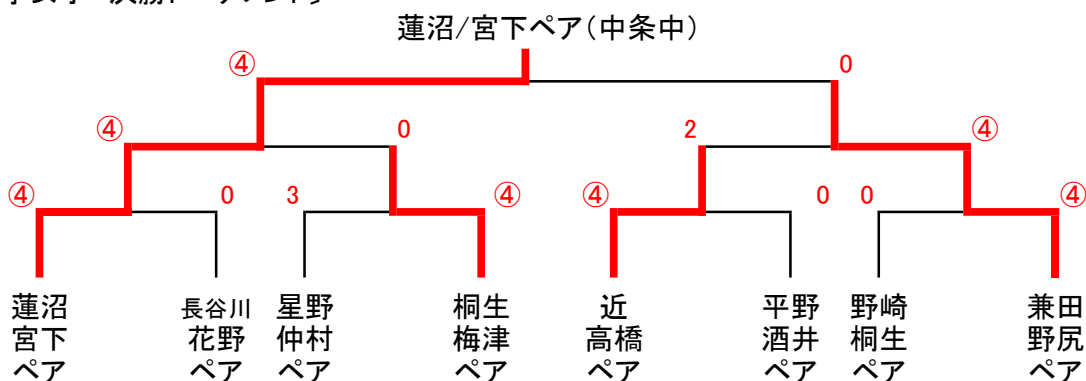 蓮沼/宮下ペア(中条中)
④ 0
④ 0 2 ④
④ 0 3 ④ ④ 0 0 ④
蓮沼 長谷川 星野 桐生 近 平野 野崎 兼田
宮下 花野 仲村 梅津 高橋 酒井 桐生 野尻
ペア ペア ペア ペア ペア ペア ペア ペア